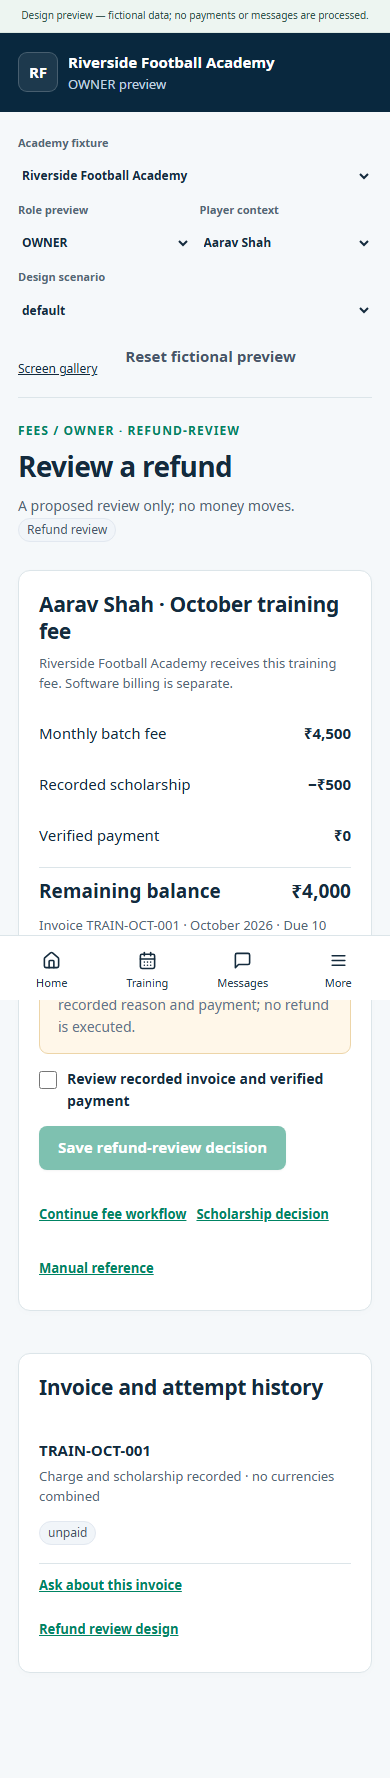 Design preview — fictional data; no payments or messages are processed.
RF
Riverside Football Academy
OWNER preview
Academy fixture
Riverside Football Academy
Role preview
Player context
OWNER
Aarav Shah
Design scenario
default
Screen gallery
Reset fictional preview
FEES / OWNER · REFUND-REVIEW
Review a refund
A proposed review only; no money moves.
Refund review
Aarav Shah · October training
fee
Riverside Football Academy receives this training
fee. Software billing is separate.
Monthly batch fee
₹4,500
Recorded scholarship
−₹500
Verified payment
₹0
Remaining balance
₹4,000
Invoice TRAIN-OCT-001 · October 2026 · Due 10
Home
Training
Messages
More
recorded reason and payment; no refund
is executed.
Review recorded invoice and verified
payment
Save refund-review decision
Continue fee workflow
Scholarship decision
Manual reference
Invoice and attempt history
TRAIN-OCT-001
Charge and scholarship recorded · no currencies
combined
unpaid
Ask about this invoice
Refund review design